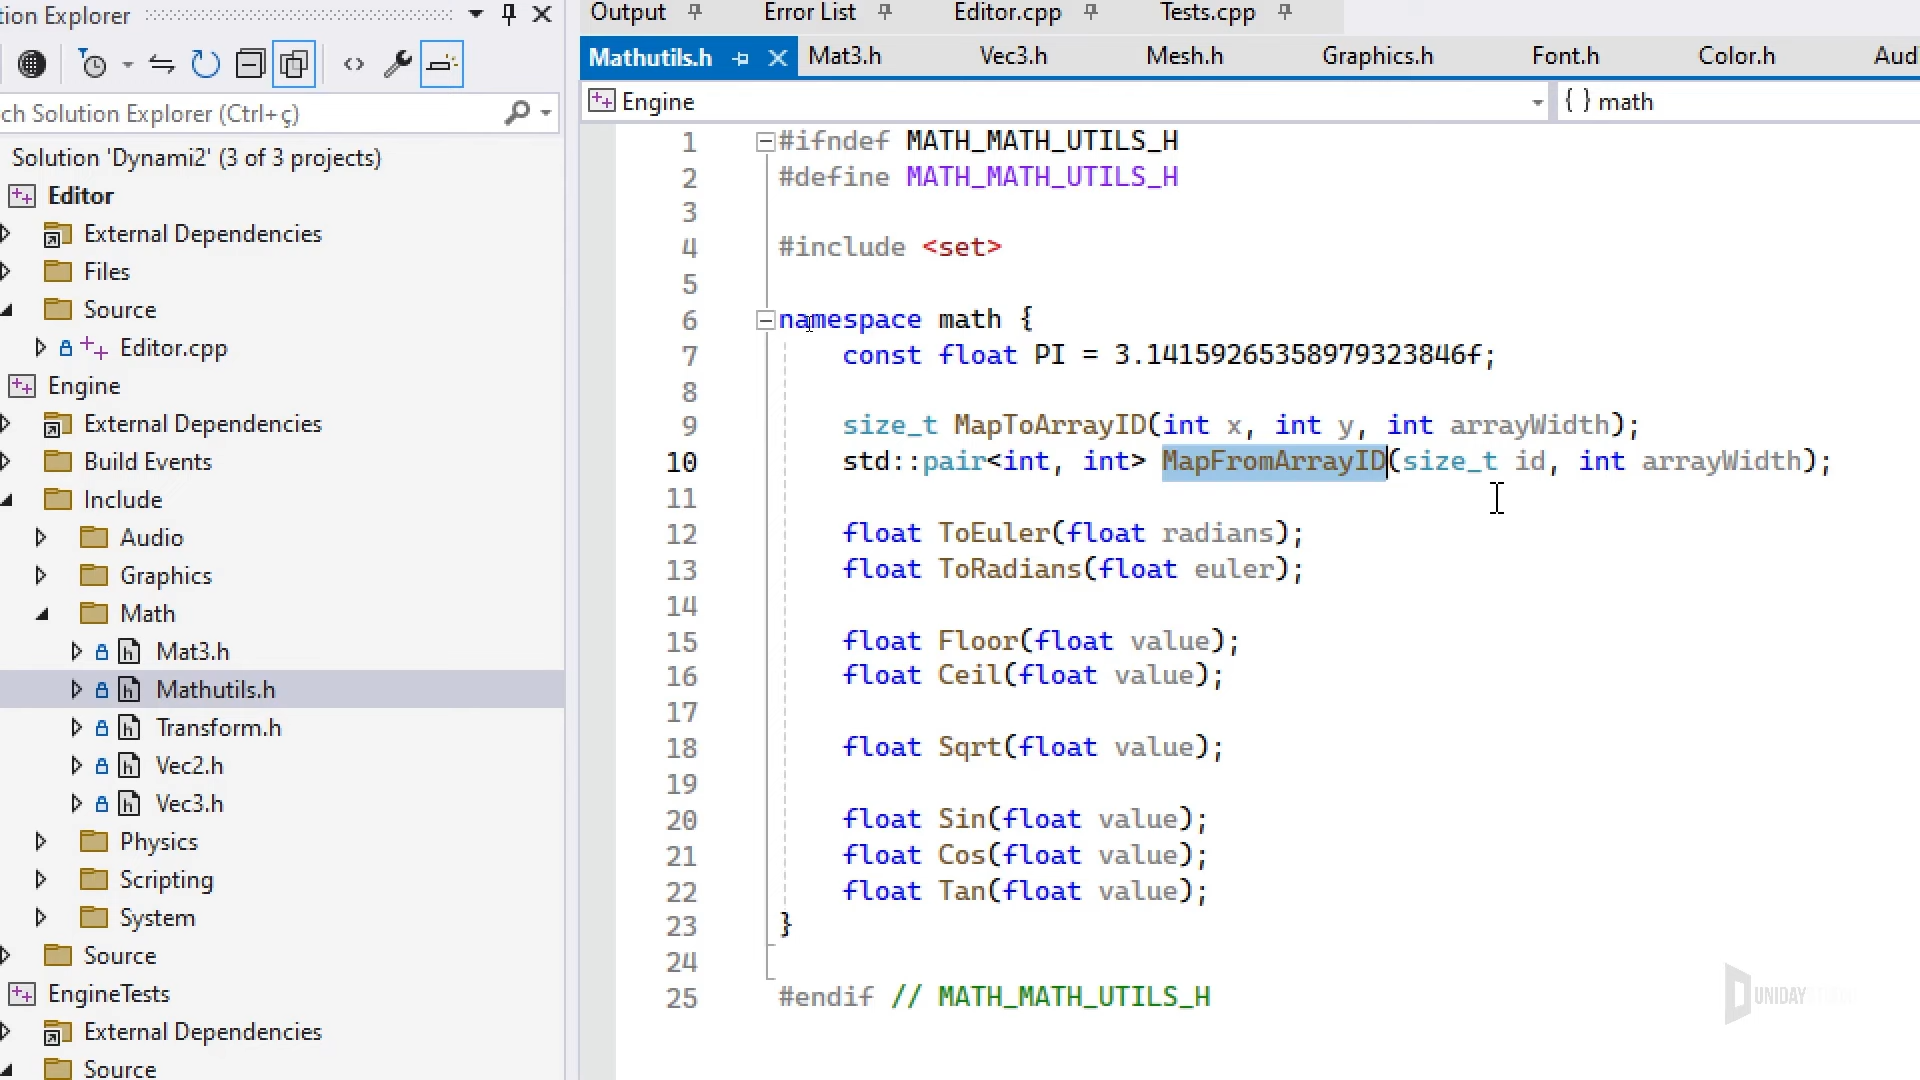 tion Explorer
ch Solution Explorer (Ctrl+ç)
Solution 'Dynami2' (3 of 3 projects)
Editor
External Dependencies
Files
Source
Editor.cpp
Engine
External Dependencies
Build Events
Include
Audio
Graphics
Math
Mat3.h
Mathutils.h
Transform.h
Vec2.h
Vec3.h
Physics
Scripting
System
Source
EngineTests
External Dependencies
Source
Output Error List Editor.cpp Tests.cpp
Mathutils.h Mat3.h Vec3.h Mesh.h Graphics.h Font.h Color.h Aud
Engine { } math
1 #ifndef MATH_MATH_UTILS_H
2 #define MATH_MATH_UTILS_H
3
4 #include <set>
5
6 namespace math {
7 const float PI = 3.14159265358979323846f;
8
9 size_t MapToArrayID(int x, int y, int arrayWidth);
10 std::pair<int, int> MapFromArrayID(size_t id, int arrayWidth);
11
12 float ToEuler(float radians);
13 float ToRadians(float euler);
14
15 float Floor(float value);
16 float Ceil(float value);
17
18 float Sqrt(float value);
19
20 float Sin(float value);
21 float Cos(float value);
22 float Tan(float value);
23 }
24
25 #endif // MATH_MATH_UTILS_H
UNIDAY